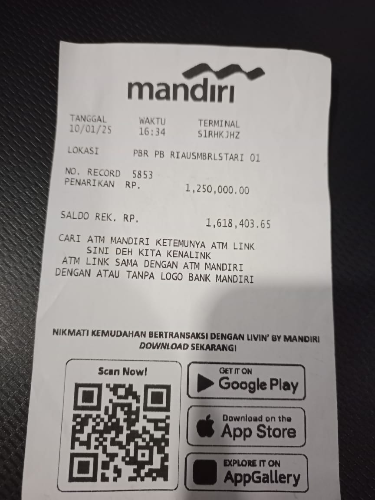 mandiri
TANGGAL WAKTU TERMINAL
10/01/25 16:34 S1RHKJHZ
LOKASI PBR PB RIAUSMBRLSTARI 01
NO. RECORD 5853
PENARIKAN RP. 1,250,000.00
SALDO REK. RP. 1,618,403.65
CARI ATM MANDIRI KETEMUNYA ATM LINK
SINI DEH KITA KENALINK
ATM LINK SAMA DENGAN ATM MANDIRI
DENGAN ATAU TANPA LOGO BANK MANDIRI
NIKMATI KEMUDAHAN BERTRANSAKSI DENGAN LIVIN' BY MANDIRI
DOWNLOAD SEKARANG!
Scan Now!
GET IT ON
Google Play
Download on the
App Store
EXPLORE IT ON
AppGallery